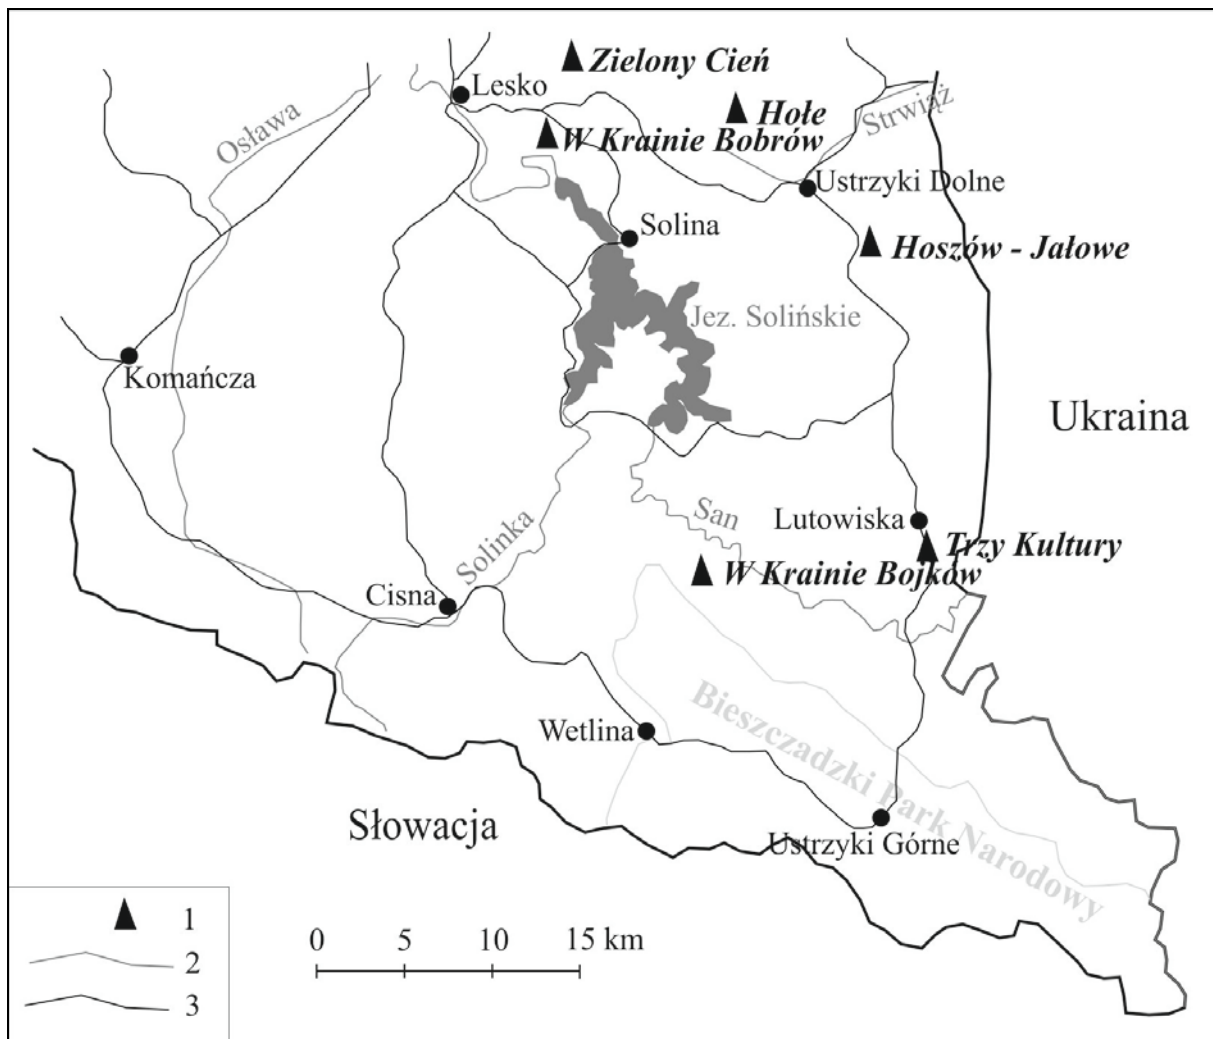 Zielony Cień
Lesko
Hołe
Osława
Strwiąż
W Krainie Bobrów
Ustrzyki Dolne
Solina
Hoszów - Jałowe
Jez. Solińskie
Komańcza
Ukraina
San
Lutowiska
Solinka
Trzy Kultury
W Krainie Bojków
Cisna
Wetlina
Bieszczadzki Park Narodowy
Słowacja
Ustrzyki Górne
1
2
3
0 5 10 15 km